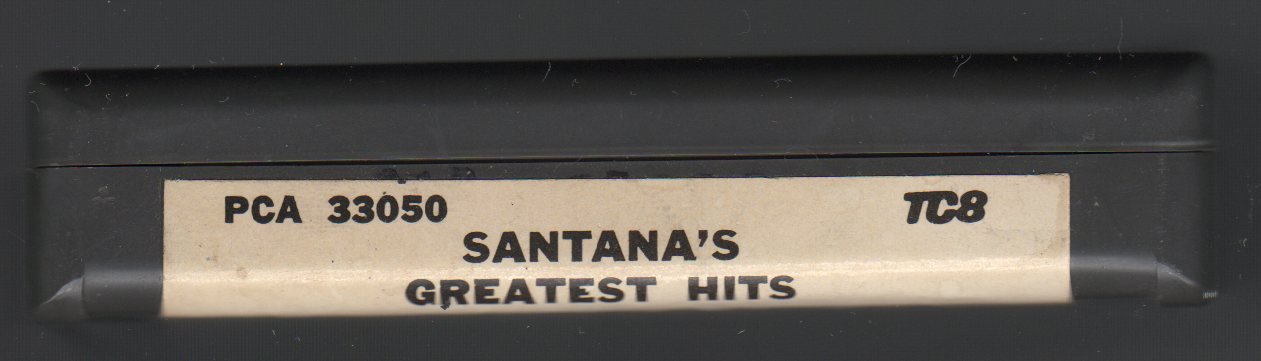 PCA 33050 TC8
SANTANA'S
GREATEST HITS